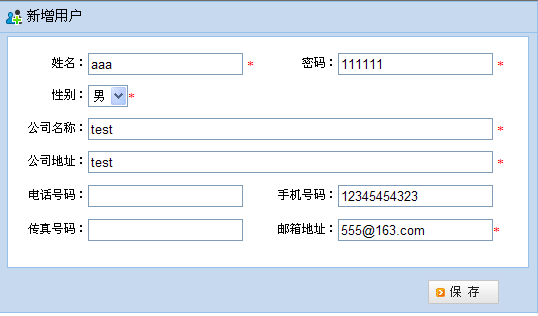 新增用户
姓名： aaa * 密码： 111111 *
性别： 男 *
公司名称： test *
公司地址： test *
电话号码： 手机号码： 12345454323
传真号码： 邮箱地址： 555@163.com *
保 存